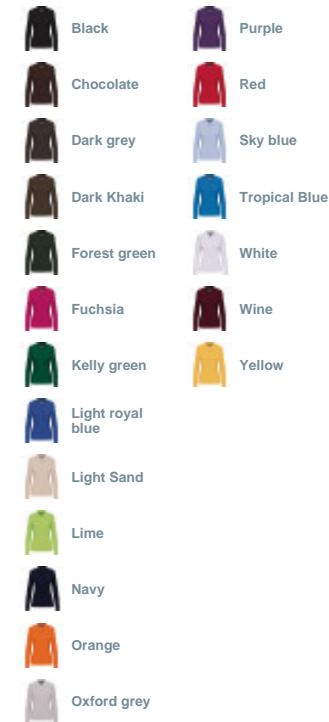 Black
Chocolate
Dark grey
Dark Khaki
Forest green
Fuchsia
Kelly green
Light royal
blue
Light Sand
Lime
Navy
Orange
Oxford grey
Purple
Red
Sky blue
Tropical Blue
White
Wine
Yellow